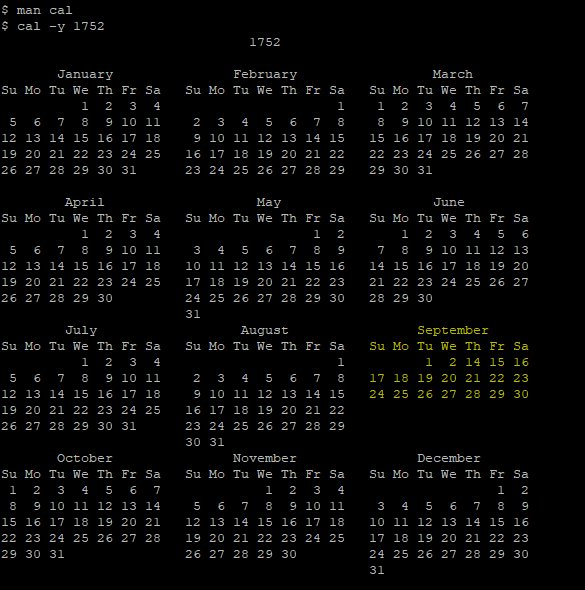 $ man cal
$ cal -y 1752
                               1752

       January               February                 March
Su Mo Tu We Th Fr Sa   Su Mo Tu We Th Fr Sa   Su Mo Tu We Th Fr Sa
          1  2  3  4                      1    1  2  3  4  5  6  7
 5  6  7  8  9 10 11    2  3  4  5  6  7  8    8  9 10 11 12 13 14
12 13 14 15 16 17 18    9 10 11 12 13 14 15   15 16 17 18 19 20 21
19 20 21 22 23 24 25   16 17 18 19 20 21 22   22 23 24 25 26 27 28
26 27 28 29 30 31      23 24 25 26 27 28 29   29 30 31

        April                  May                   June
Su Mo Tu We Th Fr Sa   Su Mo Tu We Th Fr Sa   Su Mo Tu We Th Fr Sa
          1  2  3  4                   1  2       1  2  3  4  5  6
 5  6  7  8  9 10 11    3  4  5  6  7  8  9    7  8  9 10 11 12 13
12 13 14 15 16 17 18   10 11 12 13 14 15 16   14 15 16 17 18 19 20
19 20 21 22 23 24 25   17 18 19 20 21 22 23   21 22 23 24 25 26 27
26 27 28 29 30         24 25 26 27 28 29 30   28 29 30
                       31
        July                 August                September
Su Mo Tu We Th Fr Sa   Su Mo Tu We Th Fr Sa   Su Mo Tu We Th Fr Sa
          1  2  3  4                      1          1  2 14 15 16
 5  6  7  8  9 10 11    2  3  4  5  6  7  8   17 18 19 20 21 22 23
12 13 14 15 16 17 18    9 10 11 12 13 14 15   24 25 26 27 28 29 30
19 20 21 22 23 24 25   16 17 18 19 20 21 22
26 27 28 29 30 31      23 24 25 26 27 28 29
                       30 31
       October               November              December
Su Mo Tu We Th Fr Sa   Su Mo Tu We Th Fr Sa   Su Mo Tu We Th Fr Sa
 1  2  3  4  5  6  7             1  2  3  4                   1  2
 8  9 10 11 12 13 14    5  6  7  8  9 10 11    3  4  5  6  7  8  9
15 16 17 18 19 20 21   12 13 14 15 16 17 18   10 11 12 13 14 15 16
22 23 24 25 26 27 28   19 20 21 22 23 24 25   17 18 19 20 21 22 23
29 30 31               26 27 28 29 30         24 25 26 27 28 29 30
                                              31